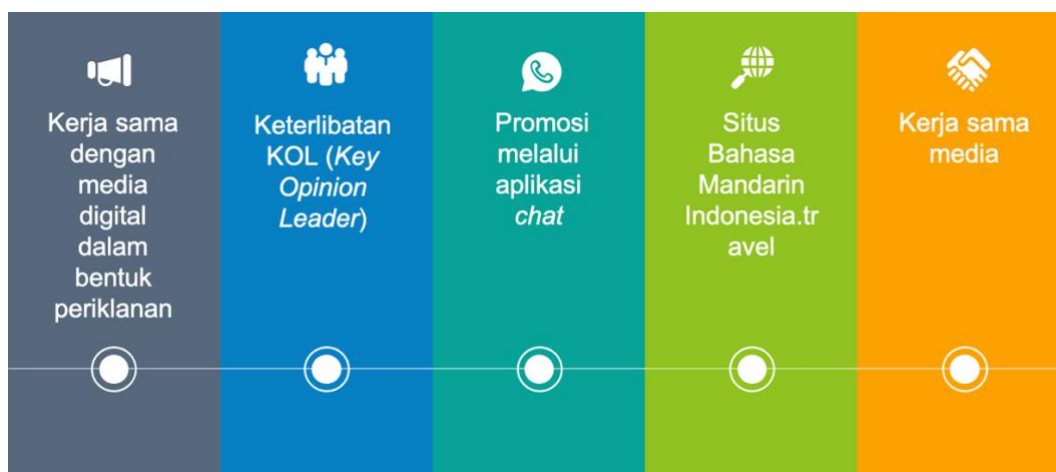 Kerja sama
dengan
media
digital
dalam
bentuk
periklanan
Keterlibatan
KOL (Key
Opinion
Leader)
Promosi
melalui
aplikasi
chat
Situs
Bahasa
Mandarin
Indonesia.tr
avel
Kerja sama
media